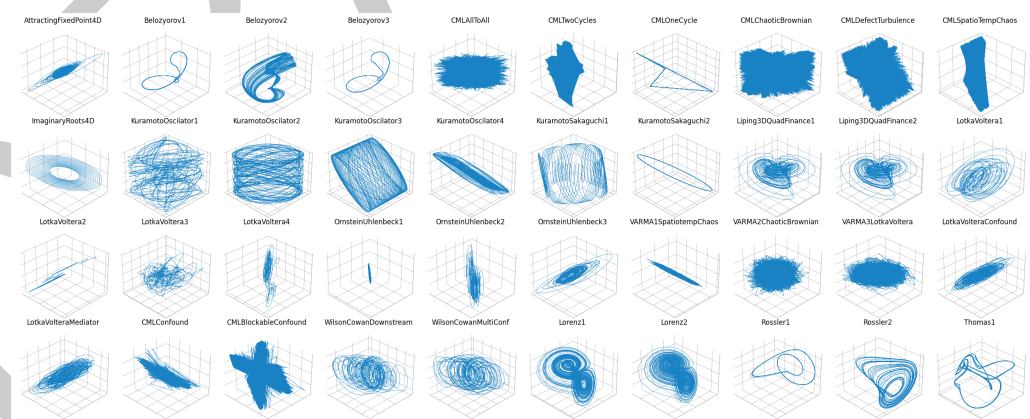 AttractingFixedPoint4D Belozyorov1 Belozyorov2 Belozyorov3 CMLAllToAll CMLTwoCycles CMLOneCycle CMLChaoticBrownian CMLDefectTurbulence CMLSpatioTempChaos
ImaginaryRoots4D KuramotoOscilator1 KuramotoOscilator2 KuramotoOscilator3 KuramotoOscilator4 KuramotoSakaguchi1 KuramotoSakaguchi2 Liping3DQuadFinance1 Liping3DQuadFinance2 LotkaVoltera1
LotkaVoltera2 LotkaVoltera3 LotkaVoltera4 OrnsteinUhlenbeck1 OrnsteinUhlenbeck2 OrnsteinUhlenbeck3 VARMA1SpatiotempChaos VARMA2ChaoticBrownian VARMA3LotkaVoltera LotkaVolteraConfound
LotkaVolteraMediator CMLConfound CMLBlockableConfound WilsonCowanDownstream WilsonCowanMultiConf Lorenz1 Lorenz2 Rossler1 Rossler2 Thomas1